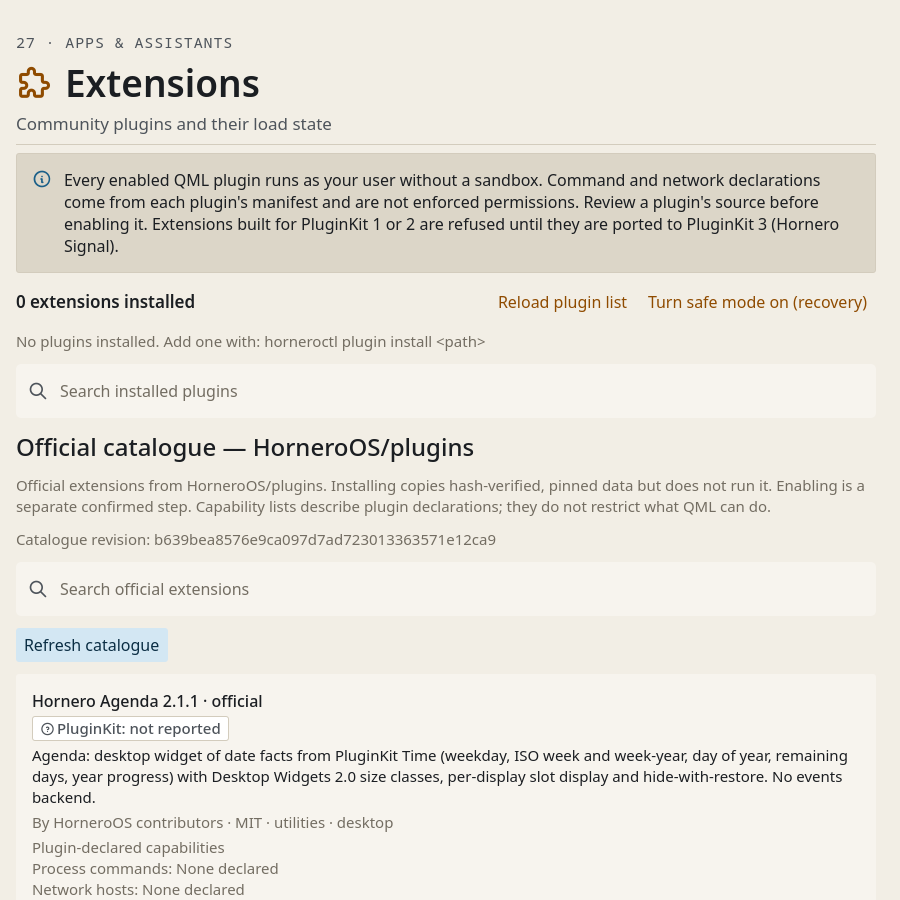 27 · APPS & ASSISTANTS
Extensions
Community plugins and their load state
Every enabled QML plugin runs as your user without a sandbox. Command and network declarations
come from each plugin's manifest and are not enforced permissions. Review a plugin's source before
enabling it. Extensions built for PluginKit 1 or 2 are refused until they are ported to PluginKit 3 (Hornero
Signal).
0 extensions installed
Reload plugin list
Turn safe mode on (recovery)
No plugins installed. Add one with: horneroctl plugin install <path>
Search installed plugins
Official catalogue — HorneroOS/plugins
Official extensions from HorneroOS/plugins. Installing copies hash-verified, pinned data but does not run it. Enabling is a
separate confirmed step. Capability lists describe plugin declarations; they do not restrict what QML can do.
Catalogue revision: b639bea8576e9ca097d7ad723013363571e12ca9
Search official extensions
Refresh catalogue
Hornero Agenda 2.1.1 · official
PluginKit: not reported
Agenda: desktop widget of date facts from PluginKit Time (weekday, ISO week and week-year, day of year, remaining
days, year progress) with Desktop Widgets 2.0 size classes, per-display slot display and hide-with-restore. No events
backend.
By HorneroOS contributors · MIT · utilities · desktop
Plugin-declared capabilities
Process commands: None declared
Network hosts: None declared